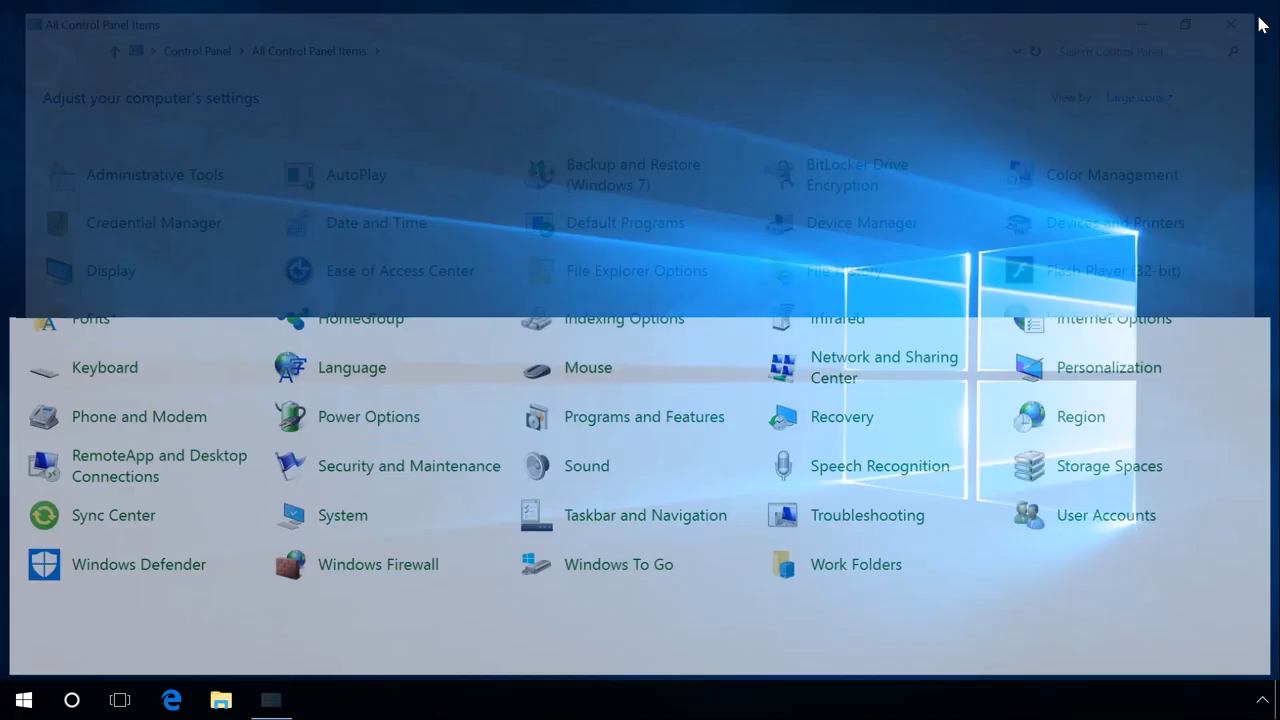 All Control Panel Items
Control Panel All Control Panel Items Search Control Panel
Adjust your computer's settings View by: Large icons
Administrative Tools
AutoPlay
Backup and Restore
(Windows 7)
BitLocker Drive
Encryption
Color Management
Credential Manager
Date and Time
Default Programs
Device Manager
Devices and Printers
Display
Ease of Access Center
File Explorer Options
File History
Flash Player (32-bit)
Fonts
HomeGroup
Indexing Options
Infrared
Internet Options
Keyboard
Language
Mouse
Network and Sharing
Center
Personalization
Phone and Modem
Power Options
Programs and Features
Recovery
Region
RemoteApp and Desktop
Connections
Security and Maintenance
Sound
Speech Recognition
Storage Spaces
Sync Center
System
Taskbar and Navigation
Troubleshooting
User Accounts
Windows Defender
Windows Firewall
Windows To Go
Work Folders